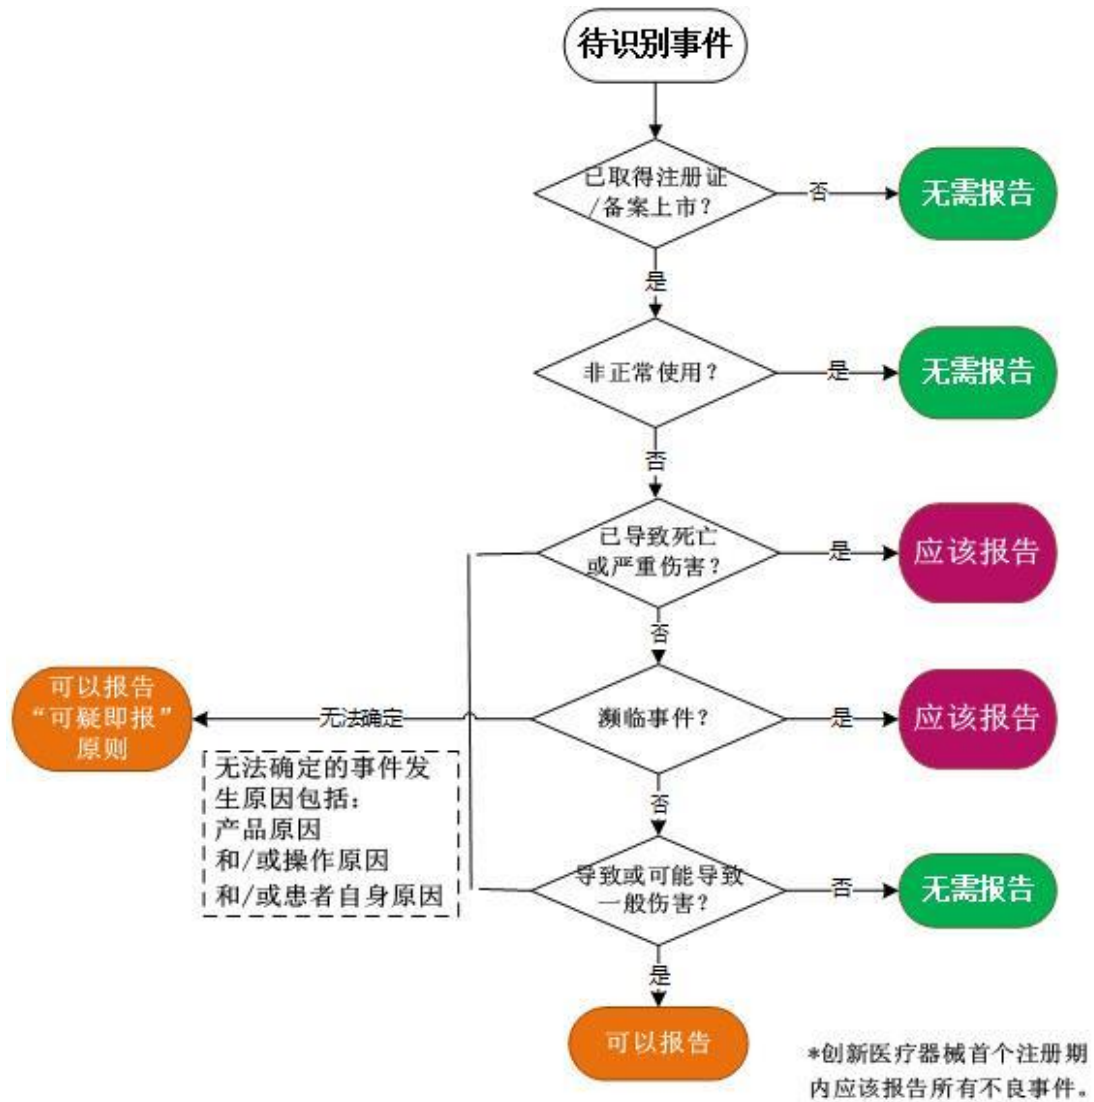 待识别事件
已取得注册证
/备案上市？
否
无需报告
是
非正常使用？
是
无需报告
否
已导致死亡
或严重伤害？
是
应该报告
否
可以报告
“可疑即报”
原则
无法确定
濒临事件？
是
应该报告
无法确定的事件发
生原因包括：
产品原因
和/或操作原因
和/或患者自身原因
否
导致或可能导致
一般伤害？
否
无需报告
是
可以报告
*创新医疗器械首个注册期
内应该报告所有不良事件。